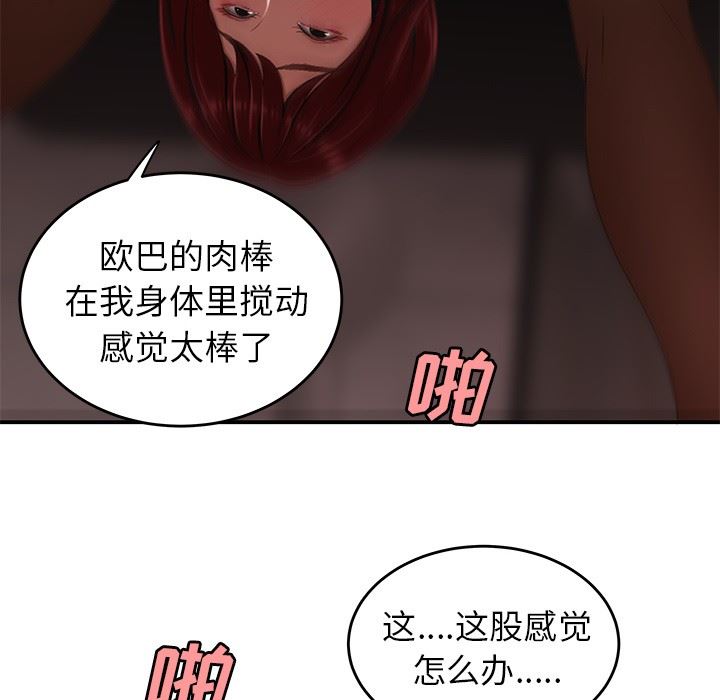 欧巴的肉棒
在我身体里搅动
感觉太棒了
啪
这....这股感觉
怎么办.....
啪